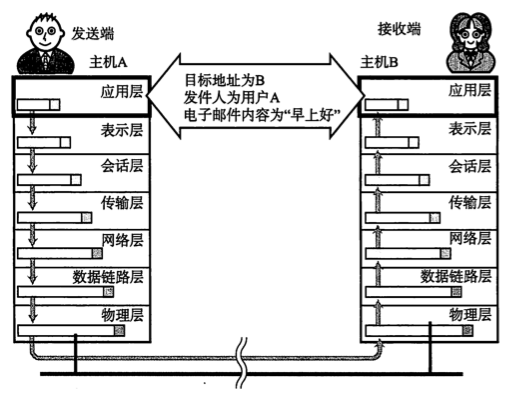 发送端
主机A
接收端
主机B
目标地址为B
发件人为用户A
电子邮件内容为“早上好”
应用层
表示层
会话层
传输层
网络层
数据链路层
物理层
应用层
表示层
会话层
传输层
网络层
数据链路层
物理层